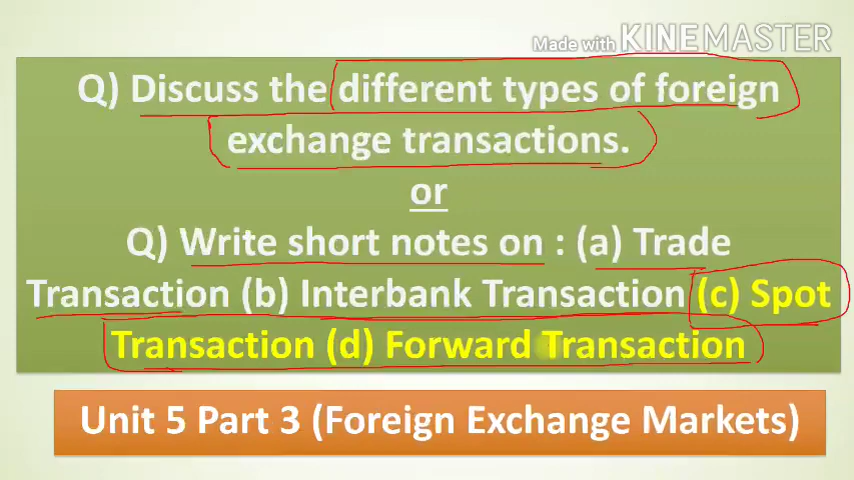 Made with KINEMASTER
Q) Discuss the different types of foreign
exchange transactions.
or
Q) Write short notes on : (a) Trade
Transaction (b) Interbank Transaction (c) Spot
Transaction (d) Forward Transaction
Unit 5 Part 3 (Foreign Exchange Markets)